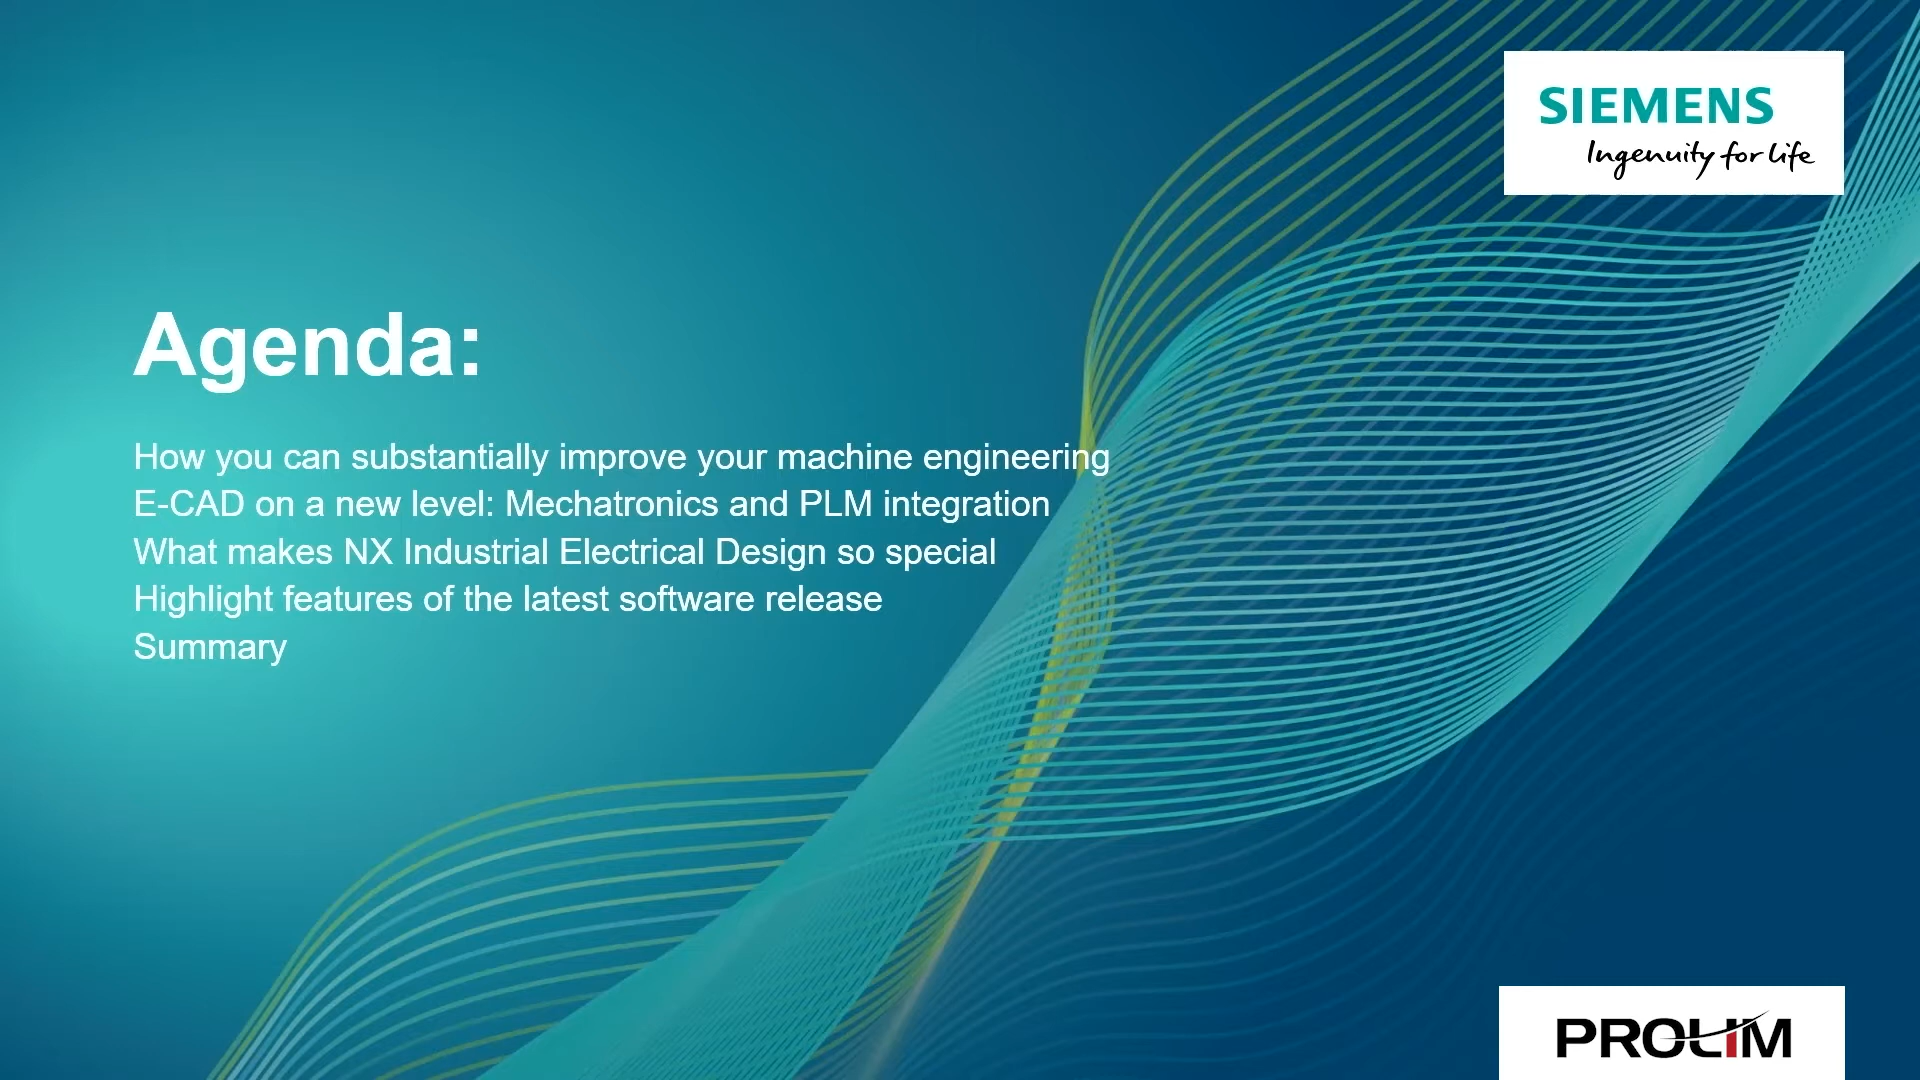 SIEMENS
Ingenuity for life
Agenda:
How you can substantially improve your machine engineering
E-CAD on a new level: Mechatronics and PLM integration
What makes NX Industrial Electrical Design so special
Highlight features of the latest software release
Summary
PROLIM